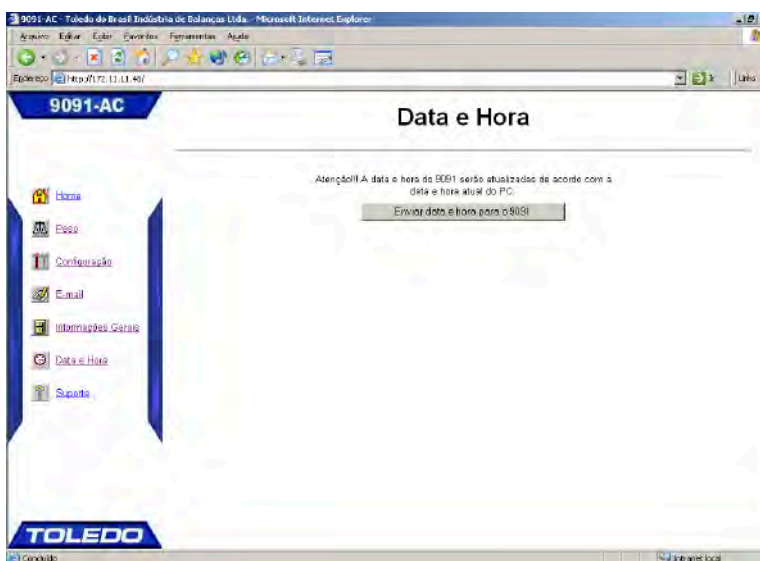 9091-AC - Toledo do Brasil Indústria de Balanças Ltda. - Microsoft Internet Explorer
Arquivo Editar Exibir Favoritos Ferramentas Ajuda
Endereço http://172.11.11.40/ Ir Links
9091-AC
Data e Hora
Atenção!!! A data e hora do 9091 serão atualizadas de acordo com a
data e hora atual do PC.
Enviar data e hora para o 9091
Home
Peso
Configuração
E-mail
Informações Gerais
Data e Hora
Suporte
TOLEDO
Concluído Intranet local